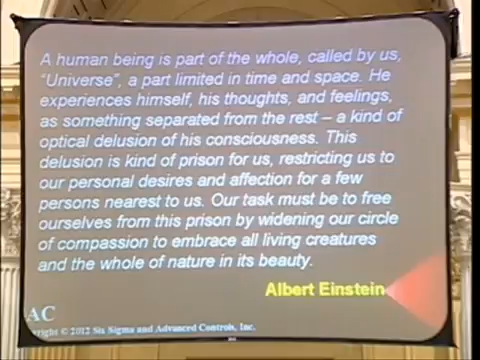 A human being is part of the whole, called by us,
"Universe", a part limited in time and space. He
experiences himself, his thoughts, and feelings,
as something separated from the rest – a kind of
optical delusion of his consciousness. This
delusion is kind of prison for us, restricting us to
our personal desires and affection for a few
persons nearest to us. Our task must be to free
ourselves from this prison by widening our circle
of compassion to embrace all living creatures
and the whole of nature in its beauty.
Albert Einstein
AC
right © 2012 Six Sigma and Advanced Controls, Inc.